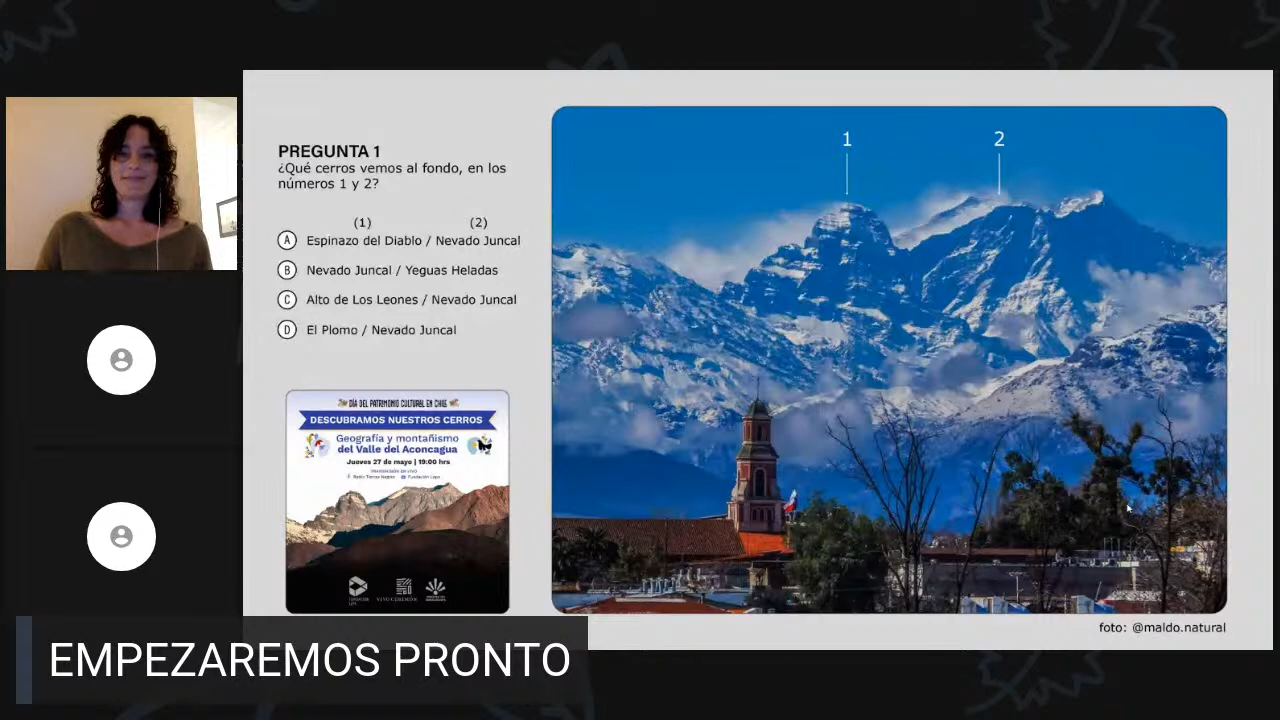 PREGUNTA 1
¿Qué cerros vemos al fondo, en los
números 1 y 2?
(1) (2)
A Espinazo del Diablo / Nevado Juncal
B Nevado Juncal / Yeguas Heladas
C Alto de Los Leones / Nevado Juncal
D El Plomo / Nevado Juncal
1 2
DÍA DEL PATRIMONIO CULTURAL EN CHILE
DESCUBRAMOS NUESTROS CERROS
Geografía y montañismo
del Valle del Aconcagua
Jueves 27 de mayo | 19:00 hrs
foto: @maldo.natural
EMPEZAREMOS PRONTO